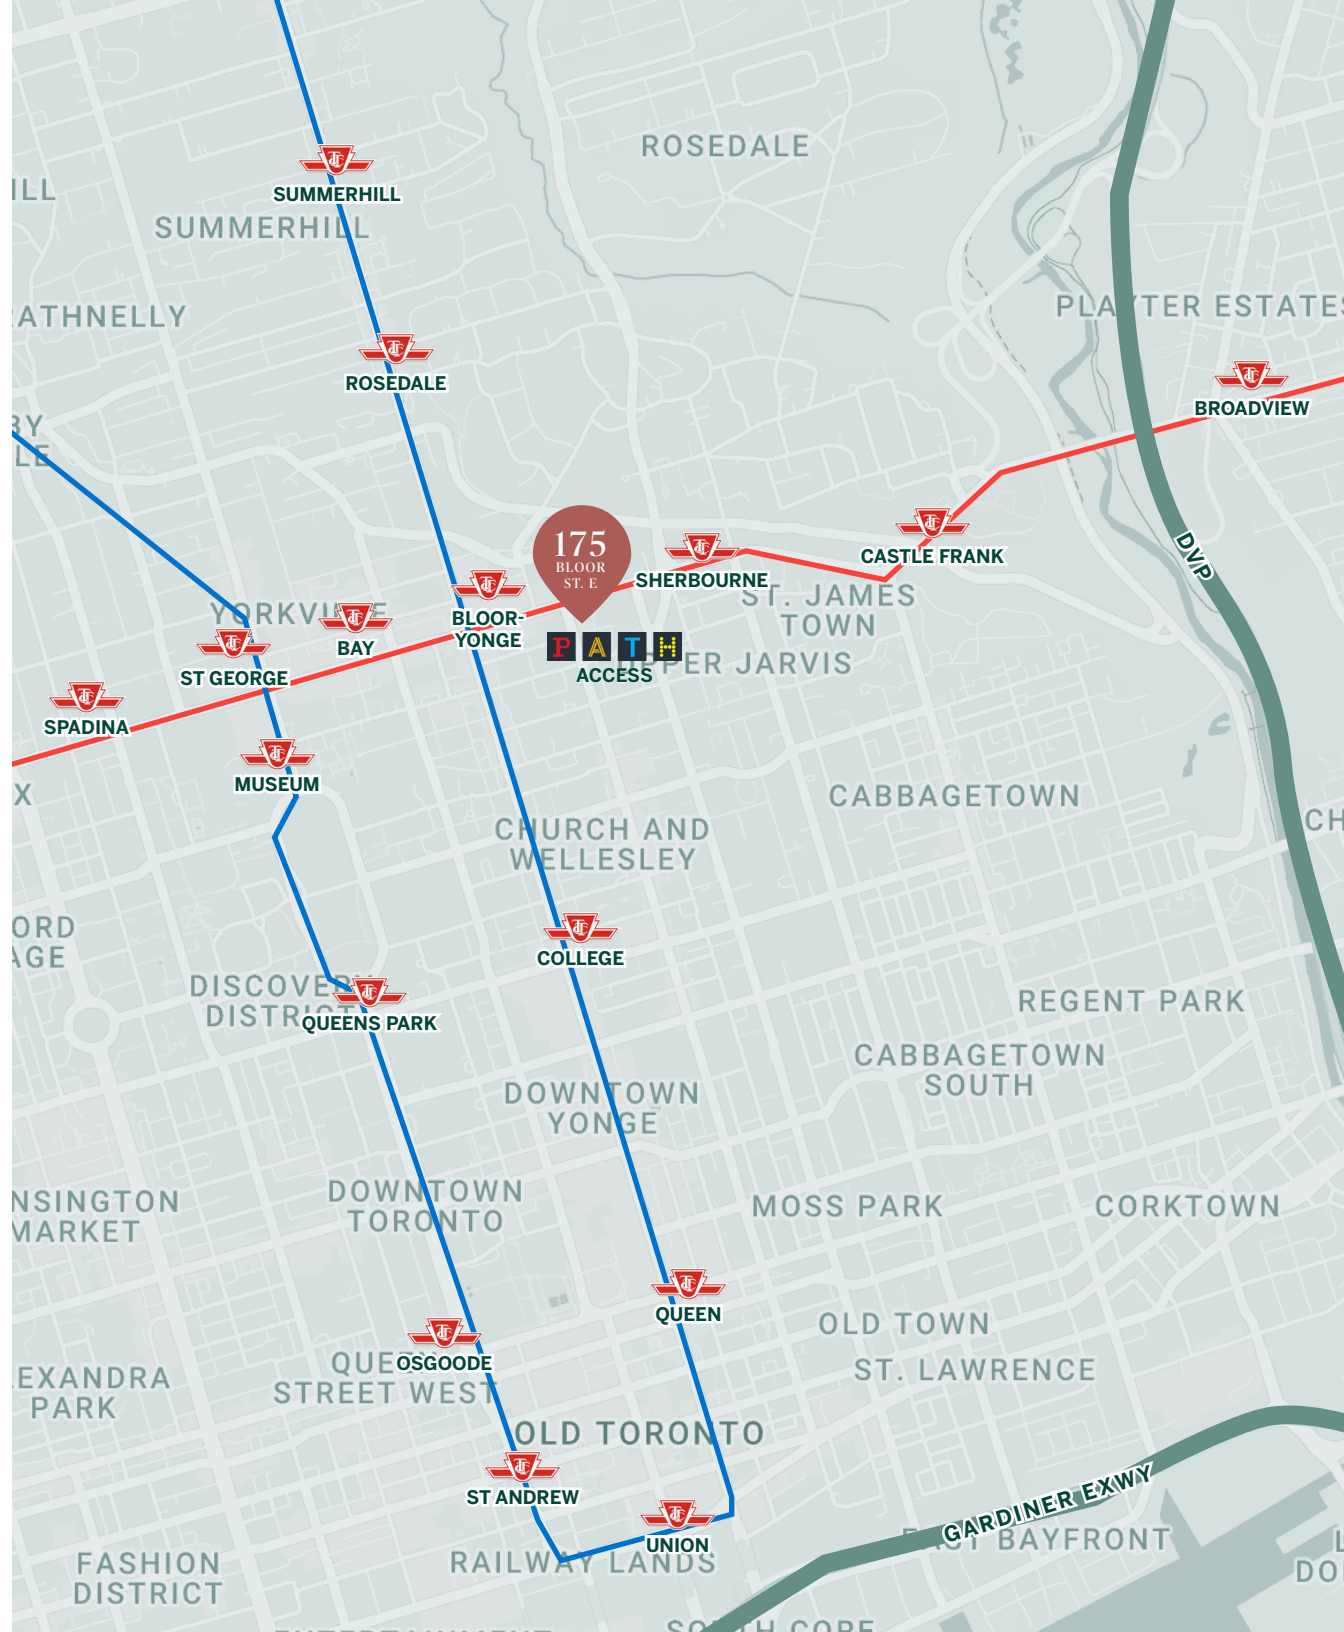 ROSEDALE
SUMMERHILL
SUMMERHILL
PLAYTER ESTATES
ROSEDALE
BROADVIEW
175
BLOOR
ST. E
CASTLE FRANK
DVP
SHERBOURNE
ST. JAMES
TOWN
YORKVILLE
BAY
BLOOR-
YONGE
PATH
ACCESS
UPPER JARVIS
ST GEORGE
SPADINA
MUSEUM
CABBAGETOWN
CHURCH AND
WELLESLEY
COLLEGE
DISCOVERY
DISTRICT
QUEENS PARK
REGENT PARK
CABBAGETOWN
SOUTH
DOWNTOWN
YONGE
NSINGTON
MARKET
DOWNTOWN
TORONTO
MOSS PARK
CORKTOWN
QUEEN
OLD TOWN
OSGOODE
QUEEN
STREET WEST
ST. LAWRENCE
EXANDRA
PARK
OLD TORONTO
ST ANDREW
UNION
GARDINER EXWY
EAST BAYFRONT
RAILWAY LANDS
FASHION
DISTRICT
SOUTH CORE